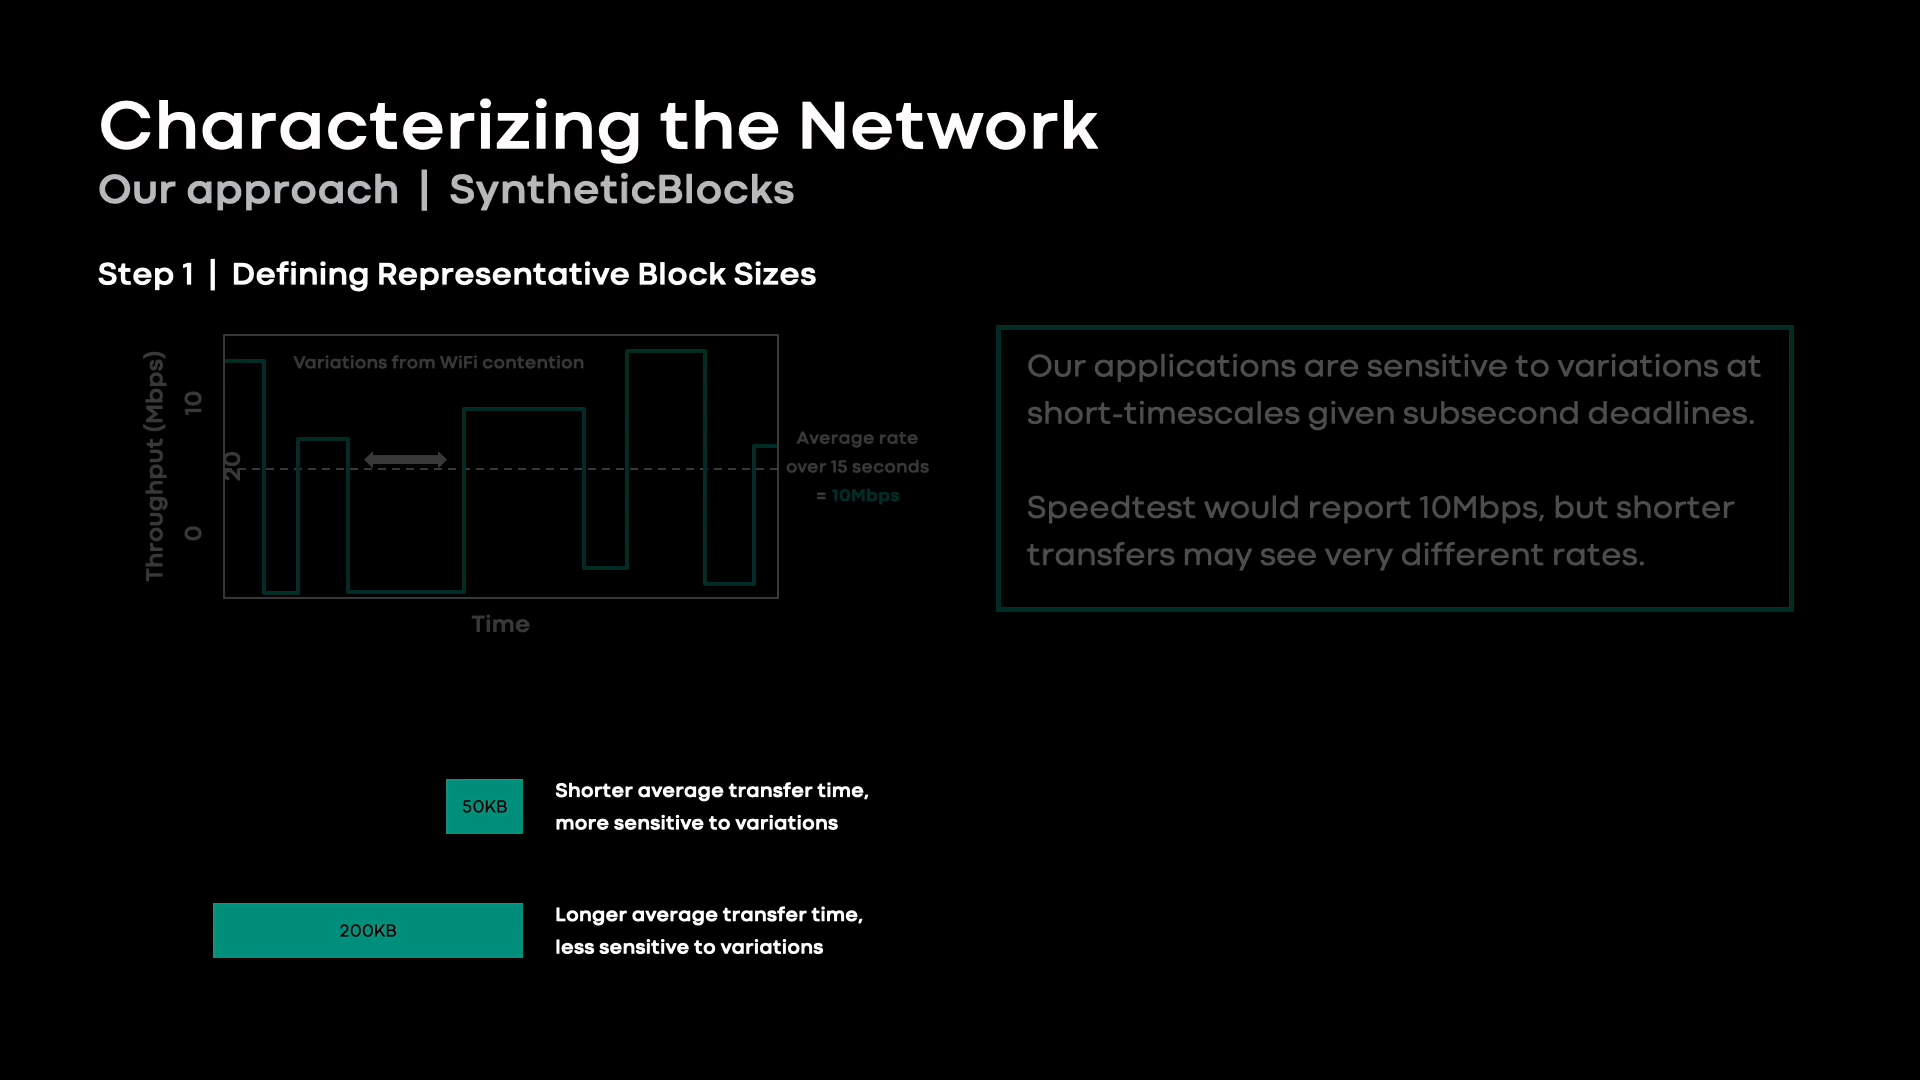 Characterizing the Network
Our approach | SyntheticBlocks
Step 1 | Defining Representative Block Sizes
Throughput (Mbps)
10
20
0
Variations from WiFi contention
Time
Average rate
over 15 seconds
= 10Mbps
Our applications are sensitive to variations at
short-timescales given subsecond deadlines.
Speedtest would report 10Mbps, but shorter
transfers may see very different rates.
50KB
Shorter average transfer time,
more sensitive to variations
200KB
Longer average transfer time,
less sensitive to variations